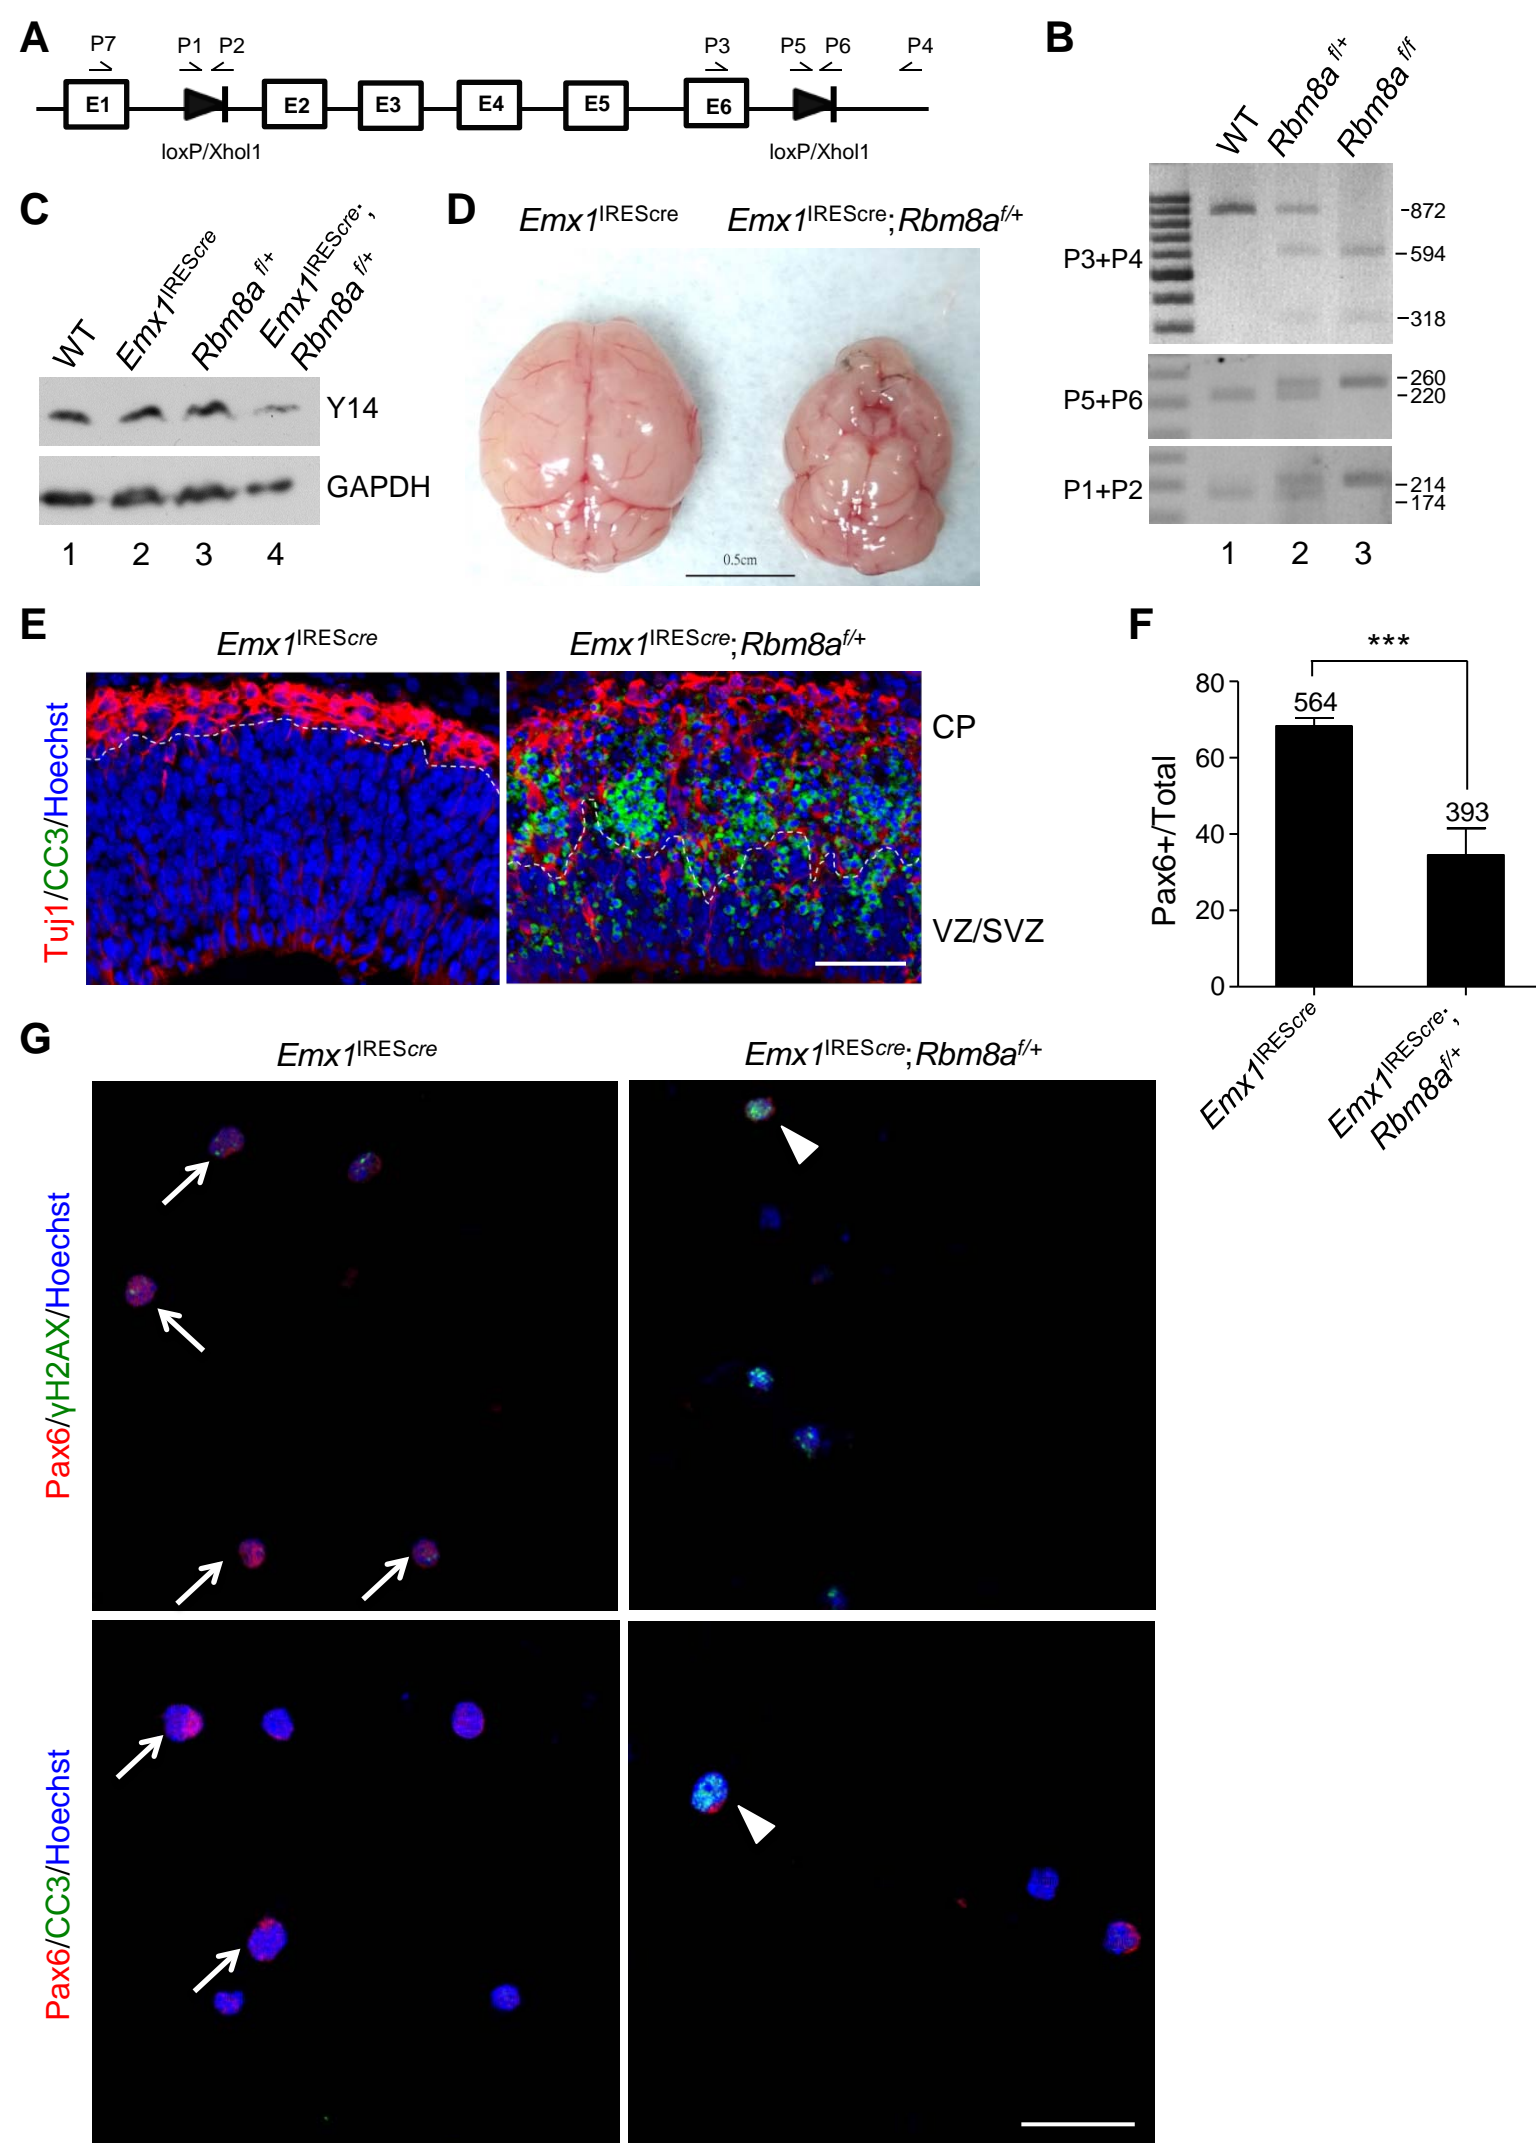 A
P7 P1 P2 P3 P5 P6 P4
E1 E2 E3 E4 E5 E6
loxP/Xhol1 loxP/Xhol1
B
WT Rbm8a f/+ Rbm8a f/f
P3+P4
-872
-594
-318
P5+P6
-260
-220
P1+P2
-214
-174
1 2 3
C
WT Emx1IREScre Rbm8a f/+ Emx1IREScre;
Rbm8a f/+
Y14
GAPDH
1 2 3 4
D
Emx1IREScre Emx1IREScre;Rbm8af/+
0.5cm
E
Emx1IREScre Emx1IREScre;Rbm8af/+
Tuj1/CC3/Hoechst
CP
VZ/SVZ
F
***
Pax6+/Total
80
60
40
20
0
564
393
Emx1IREScre
Emx1IREScre;
Rbm8af/+
G
Emx1IREScre Emx1IREScre;Rbm8af/+
Pax6/γH2AX/Hoechst
Pax6/CC3/Hoechst